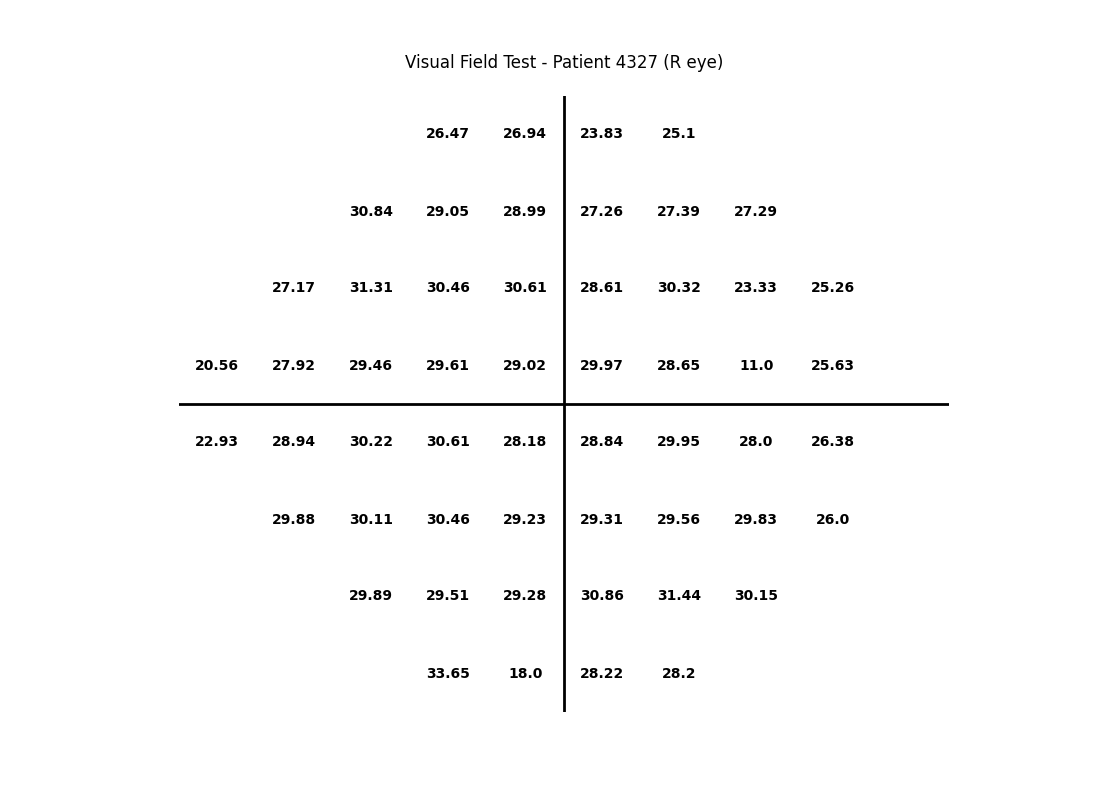 Visual Field Test - Patient 4327 (R eye)
26.47 26.94 23.83 25.1
30.84 29.05 28.99 27.26 27.39 27.29
27.17 31.31 30.46 30.61 28.61 30.32 23.33 25.26
20.56 27.92 29.46 29.61 29.02 29.97 28.65 11.0 25.63
22.93 28.94 30.22 30.61 28.18 28.84 29.95 28.0 26.38
29.88 30.11 30.46 29.23 29.31 29.56 29.83 26.0
29.89 29.51 29.28 30.86 31.44 30.15
33.65 18.0 28.22 28.2